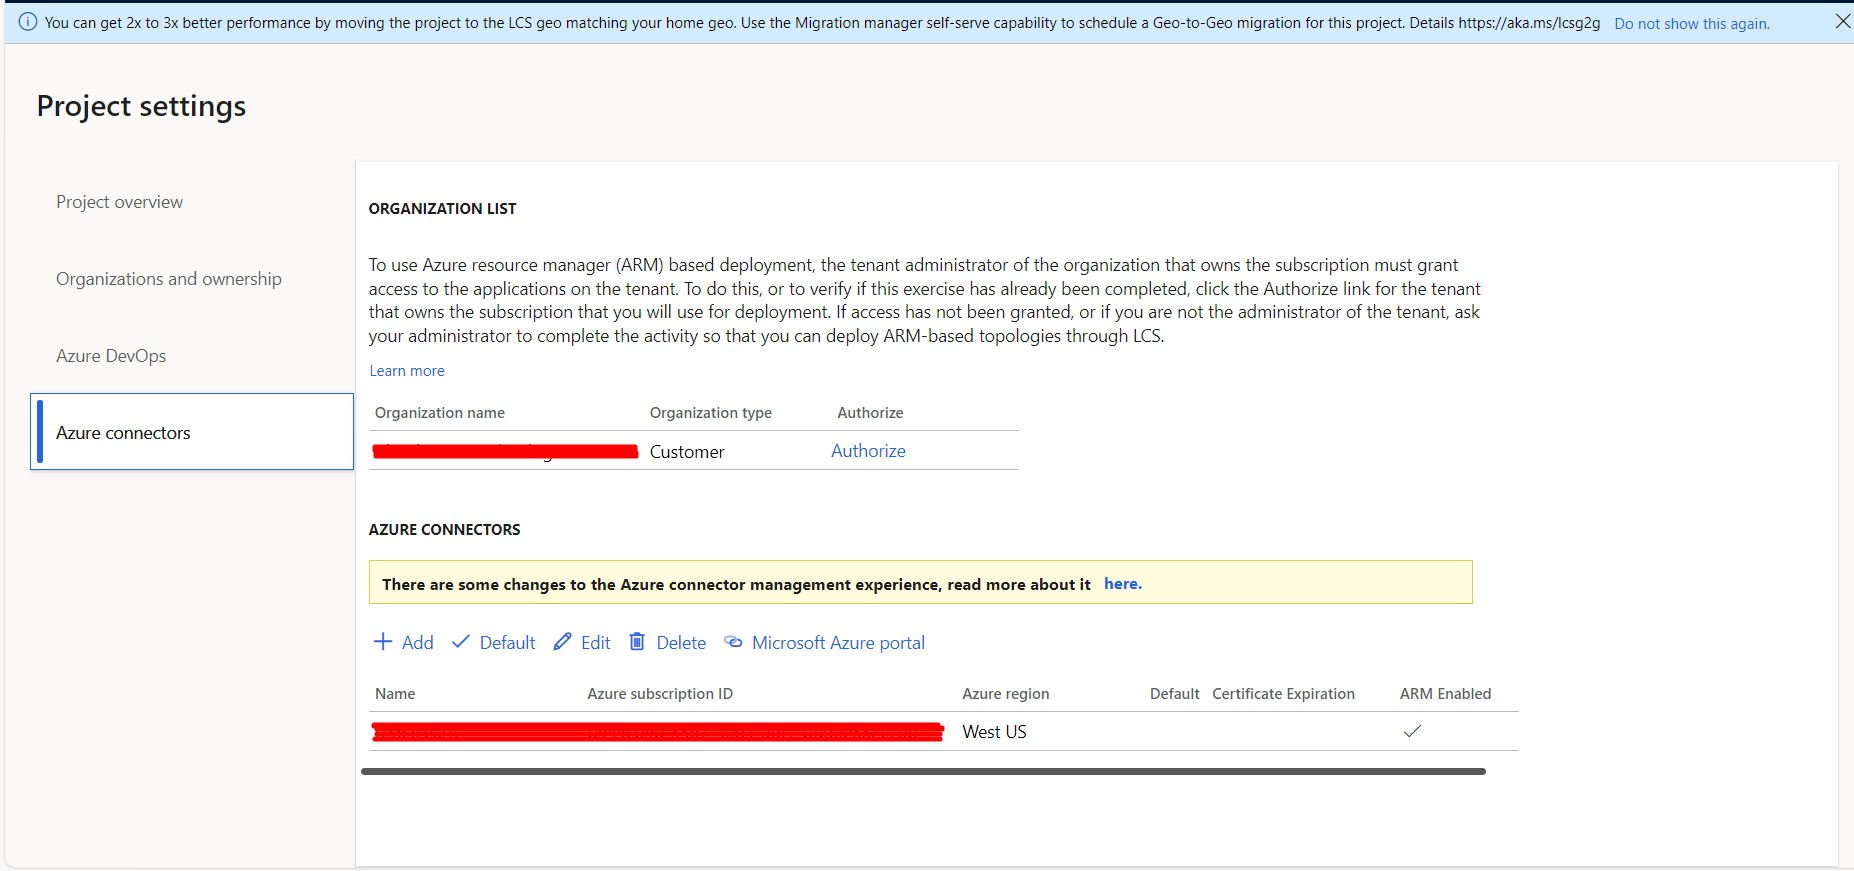 You can get 2x to 3x better performance by moving the project to the LCS geo matching your home geo. Use the Migration manager self-serve capability to schedule a Geo-to-Geo migration for this project. Details https://aka.ms/lcsg2g Do not show this again.
Project settings
Project overview
Organizations and ownership
Azure DevOps
Azure connectors
ORGANIZATION LIST
To use Azure resource manager (ARM) based deployment, the tenant administrator of the organization that owns the subscription must grant
access to the applications on the tenant. To do this, or to verify if this exercise has already been completed, click the Authorize link for the tenant
that owns the subscription that you will use for deployment. If access has not been granted, or if you are not the administrator of the tenant, ask
your administrator to complete the activity so that you can deploy ARM-based topologies through LCS.
Learn more
Organization name Organization type Authorize
Customer Authorize
AZURE CONNECTORS
There are some changes to the Azure connector management experience, read more about it here.
Add Default Edit Delete Microsoft Azure portal
Name Azure subscription ID Azure region Default Certificate Expiration ARM Enabled
West US